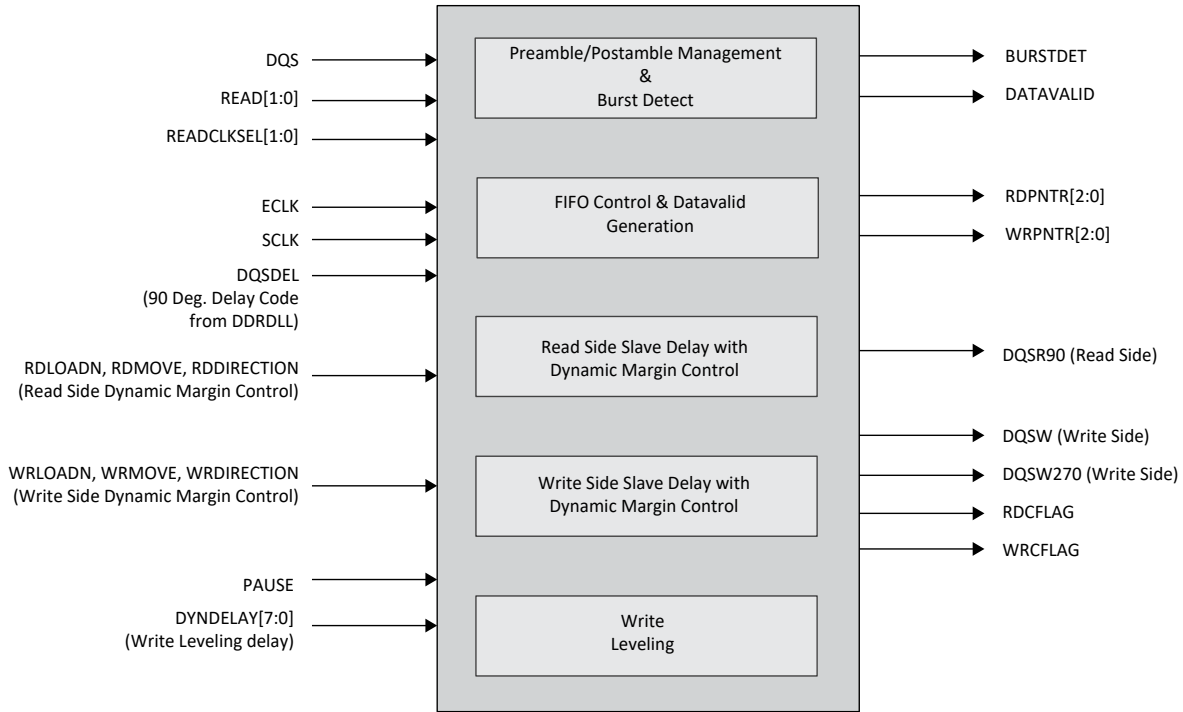 DQS
READ[1:0]
READCLKSEL[1:0]
ECLK
SCLK
DQSDEL
(90 Deg. Delay Code
from DDRDLL)
RDLOADN, RDMOVE, RDDIRECTION
(Read Side Dynamic Margin Control)
WRLOADN, WRMOVE, WRDIRECTION
(Write Side Dynamic Margin Control)
PAUSE
DYNDELAY[7:0]
(Write Leveling delay)
Preamble/Postamble Management
&
Burst Detect
FIFO Control & Datavalid
Generation
Read Side Slave Delay with
Dynamic Margin Control
Write Side Slave Delay with
Dynamic Margin Control
Write
Leveling
BURSTDET
DATAVALID
RDPNTR[2:0]
WRPNTR[2:0]
DQSR90 (Read Side)
DQSW (Write Side)
DQSW270 (Write Side)
RDCFLAG
WRCFLAG